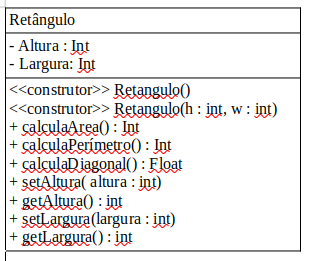 Retângulo
- Altura : Int
- Largura: Int
<<construtor>> Retangulo()
<<construtor>> Retangulo(h : int, w : int)
+ calculaArea() : Int
+ calculaPerímetro() : Int
+ calculaDiagonal() : Float
+ setAltura( altura : int)
+ getAltura() : int
+ setLargura(largura : int)
+ getLargura() : int